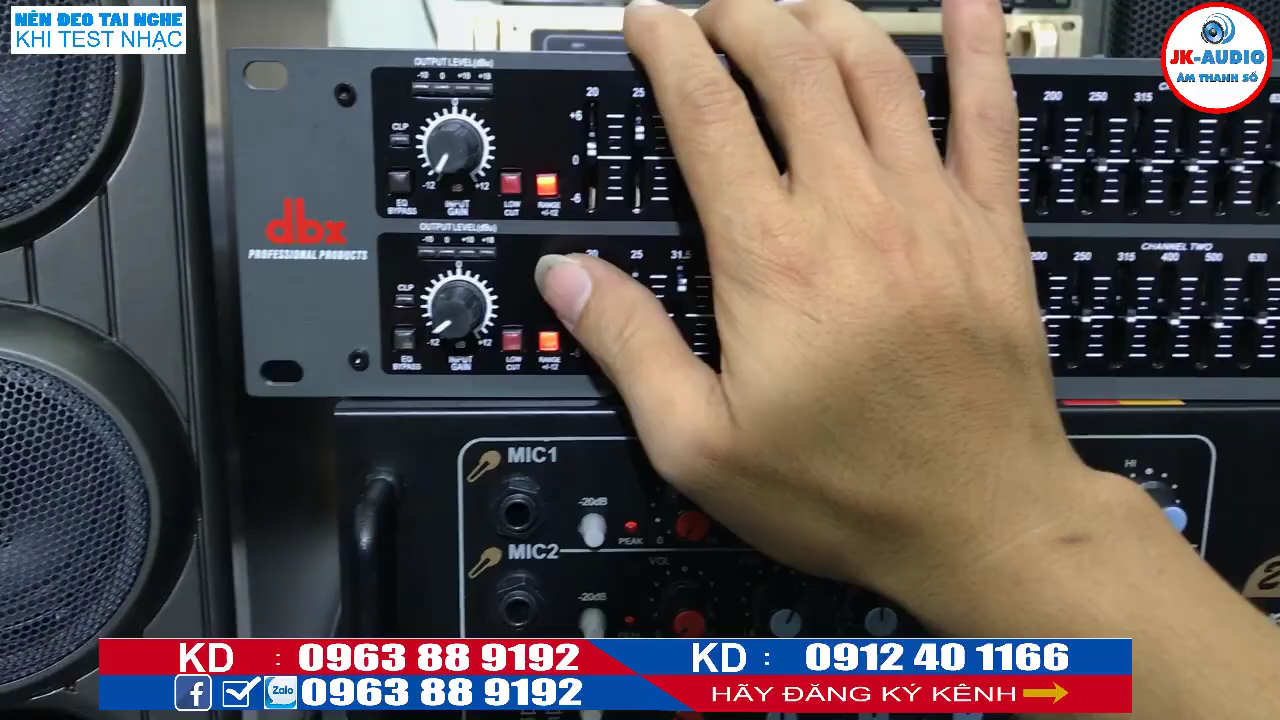 NÊN ĐEO TAI NGHE
KHI TEST NHẠC
JK-AUDIO
ÂM THANH SỐ
OUTPUT LEVEL(dBu)
-10 0 +10 +18
0
CLP
-12 +12
EQ BYPASS
INPUT GAIN
LOW CUT
RANGE +/-12
20 25
+6
0
-6
200 250 315
dbx
PROFESSIONAL PRODUCTS
OUTPUT LEVEL(dBu)
-10 0 +10 +18
0
CLP
-12 +12
EQ BYPASS
INPUT GAIN
LOW CUT
RANGE +/-12
20 25 31.5
CHANNEL TWO
200 250 315 400 500 630
MIC1
-20dB
PEAK
0
HI
MIC2
VOL
-20dB
KD : 0963 88 9192
KD : 0912 40 1166
f Zalo 0963 88 9192
HÃY ĐĂNG KÝ KÊNH